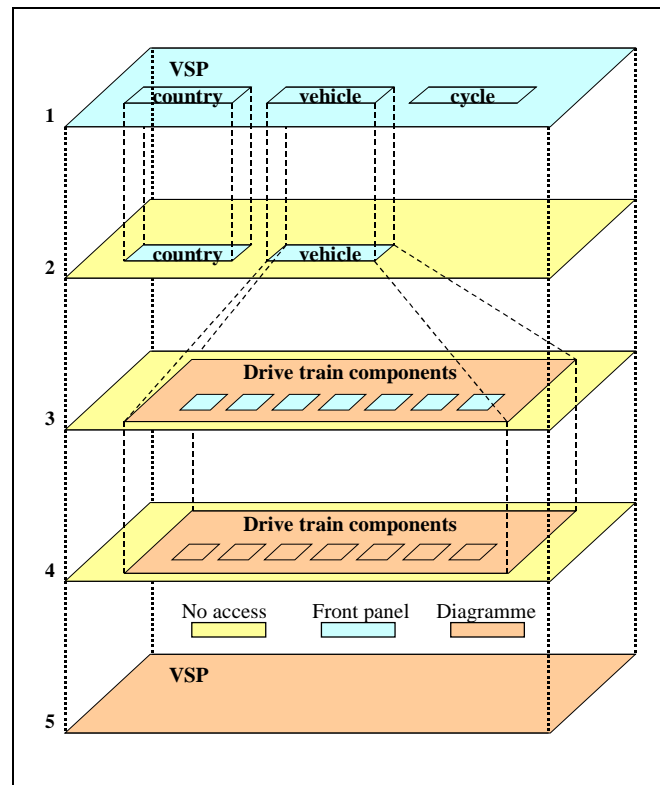 VSP
country vehicle cycle
1
country vehicle
2
Drive train components
3
Drive train components
4
No access Front panel Diagramme
VSP
5